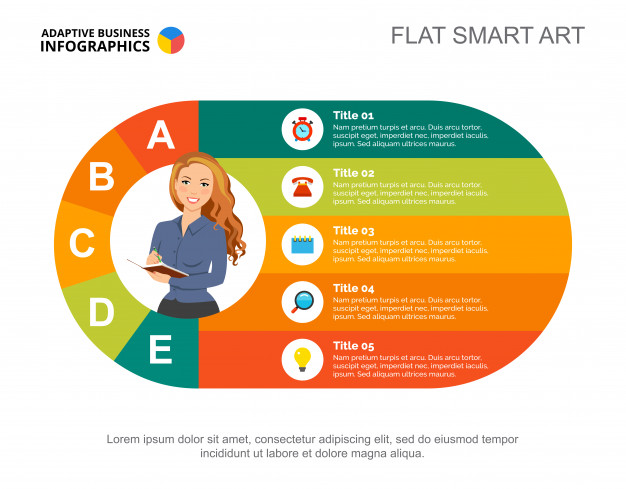 ADAPTIVE BUSINESS
INFOGRAPHICS
FLAT SMART ART
A
B
C
D
E
Title 01
Nam pretium turpis et arcu. Duis arcu tortor,
suscipit eget, imperdiet nec, imperdiet iaculis,
ipsum. Sed aliquam ultrices mauris.
Title 02
Nam pretium turpis et arcu. Duis arcu tortor,
suscipit eget, imperdiet nec, imperdiet iaculis,
ipsum. Sed aliquam ultrices mauris.
Title 03
Nam pretium turpis et arcu. Duis arcu tortor,
suscipit eget, imperdiet nec, imperdiet iaculis,
ipsum. Sed aliquam ultrices mauris.
Title 04
Nam pretium turpis et arcu. Duis arcu tortor,
suscipit eget, imperdiet nec, imperdiet iaculis,
ipsum. Sed aliquam ultrices mauris.
Title 05
Nam pretium turpis et arcu. Duis arcu tortor,
suscipit eget, imperdiet nec, imperdiet iaculis,
ipsum. Sed aliquam ultrices mauris.
Lorem ipsum dolor sit amet, consectetur adipiscing elit, sed do eiusmod tempor
incididunt ut labore et dolore magna aliqua.